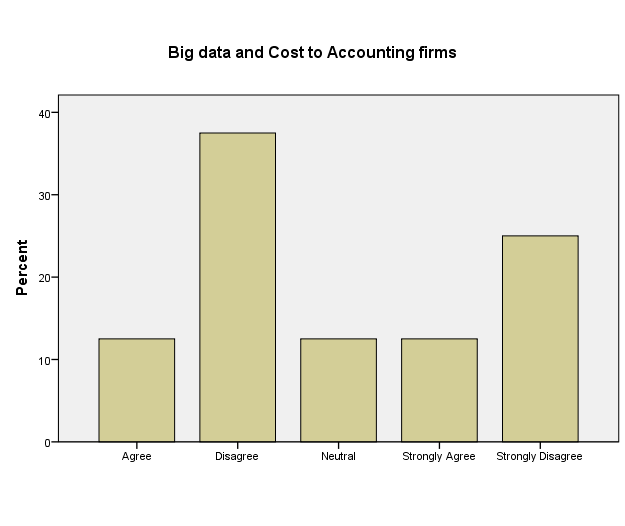 Big data and Cost to Accounting firms
Percent
40
30
20
10
0
Agree
Disagree
Neutral
Strongly Agree
Strongly Disagree